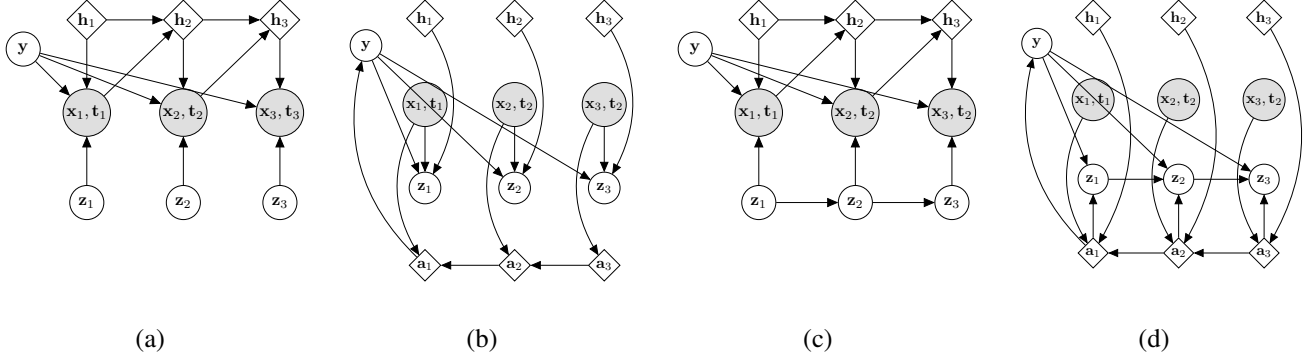 h₁ h₂ h₃
y
x₁, t₁ x₂, t₂ x₃, t₃
z₁ z₂ z₃
(a)
h₁ h₂ h₃
y
x₁, t₁ x₂, t₂ x₃, t₂
z₁ z₂ z₃
a₁ a₂ a₃
(b)
h₁ h₂ h₃
y
x₁, t₁ x₂, t₂ x₃, t₂
z₁ z₂ z₃
(c)
h₁ h₂ h₃
y
x₁, t₁ x₂, t₂ x₃, t₂
z₁ z₂ z₃
a₁ a₂ a₃
(d)